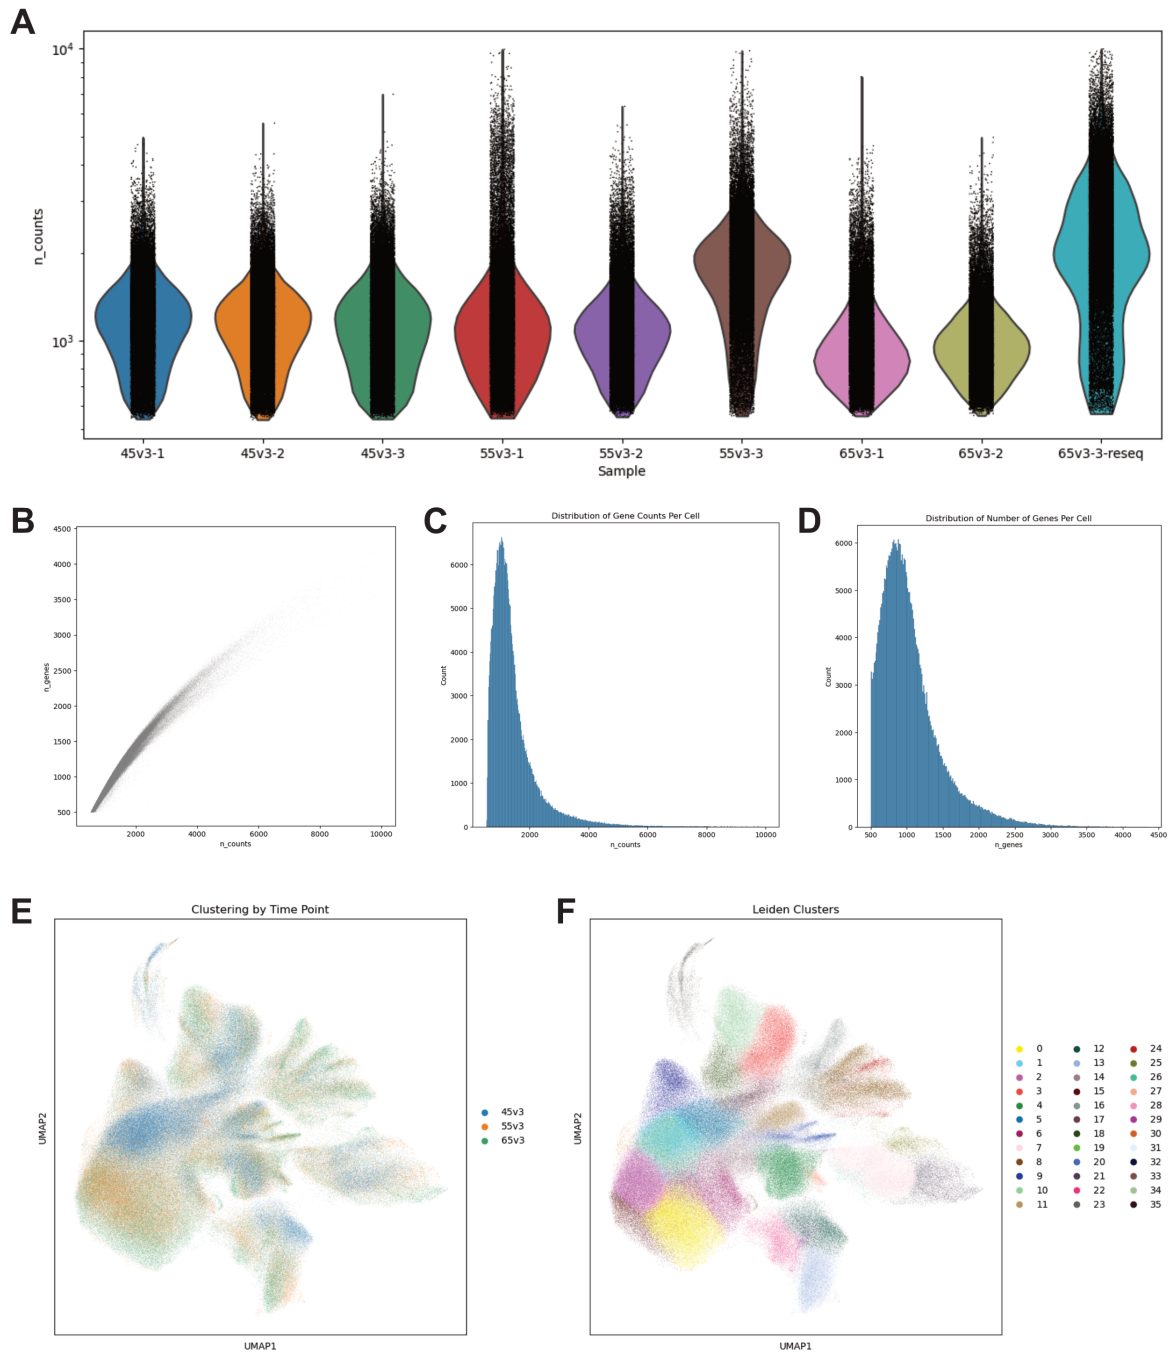 A
10⁴
10³
n_counts
45v3-1
45v3-2
45v3-3
55v3-1
55v3-2
55v3-3
65v3-1
65v3-2
65v3-3-reseq
Sample
B
4500
4000
3500
3000
2500
2000
1500
1000
500
n_genes
2000
4000
6000
8000
10000
n_counts
C
Distribution of Gene Counts Per Cell
6000
5000
4000
3000
2000
1000
0
Count
2000
4000
6000
8000
10000
n_counts
D
Distribution of Number of Genes Per Cell
6000
5000
4000
3000
2000
1000
0
Count
500
1000
1500
2000
2500
3000
3500
4000
4500
n_genes
E
Clustering by Time Point
UMAP2
UMAP1
45v3
55v3
65v3
F
Leiden Clusters
UMAP2
UMAP1
0
1
2
3
4
5
6
7
8
9
10
11
12
13
14
15
16
17
18
19
20
21
22
23
24
25
26
27
28
29
30
31
32
33
34
35